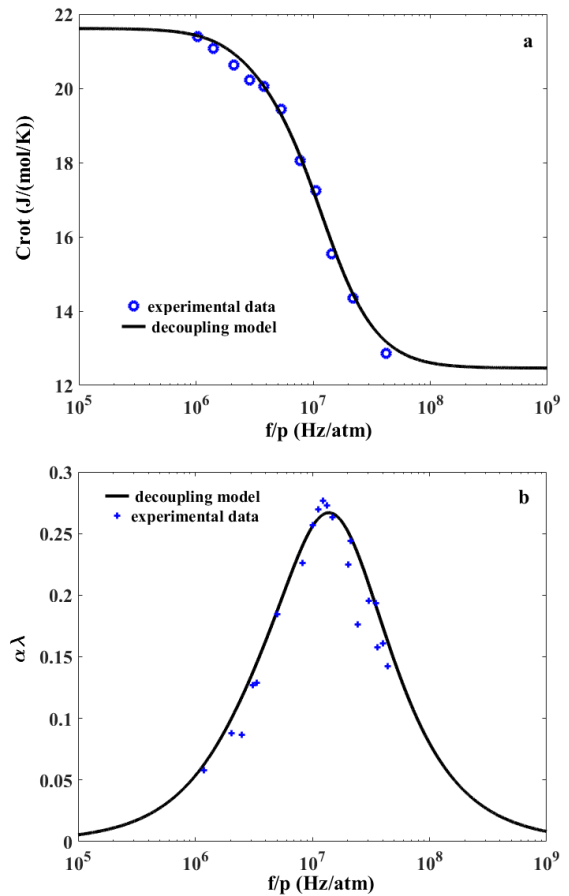 22
a
20
18
16
14
12
Crot (J/(mol/K))
experimental data
decoupling model
10^5
10^6
10^7
10^8
10^9
f/p (Hz/atm)
0.3
b
0.25
0.2
0.15
0.1
0.05
0
α λ
decoupling model
experimental data
10^5
10^6
10^7
10^8
10^9
f/p (Hz/atm)